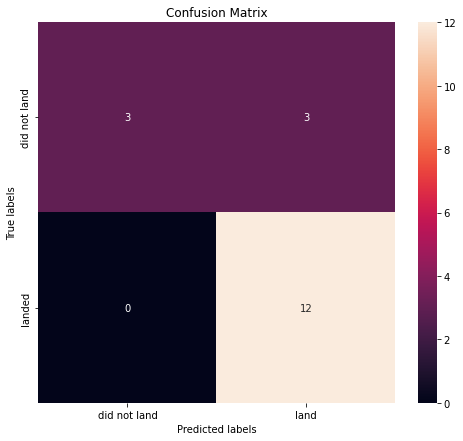 Confusion Matrix
True labels
did not land
landed
3
3
0
12
did not land
land
Predicted labels
12
10
8
6
4
2
0